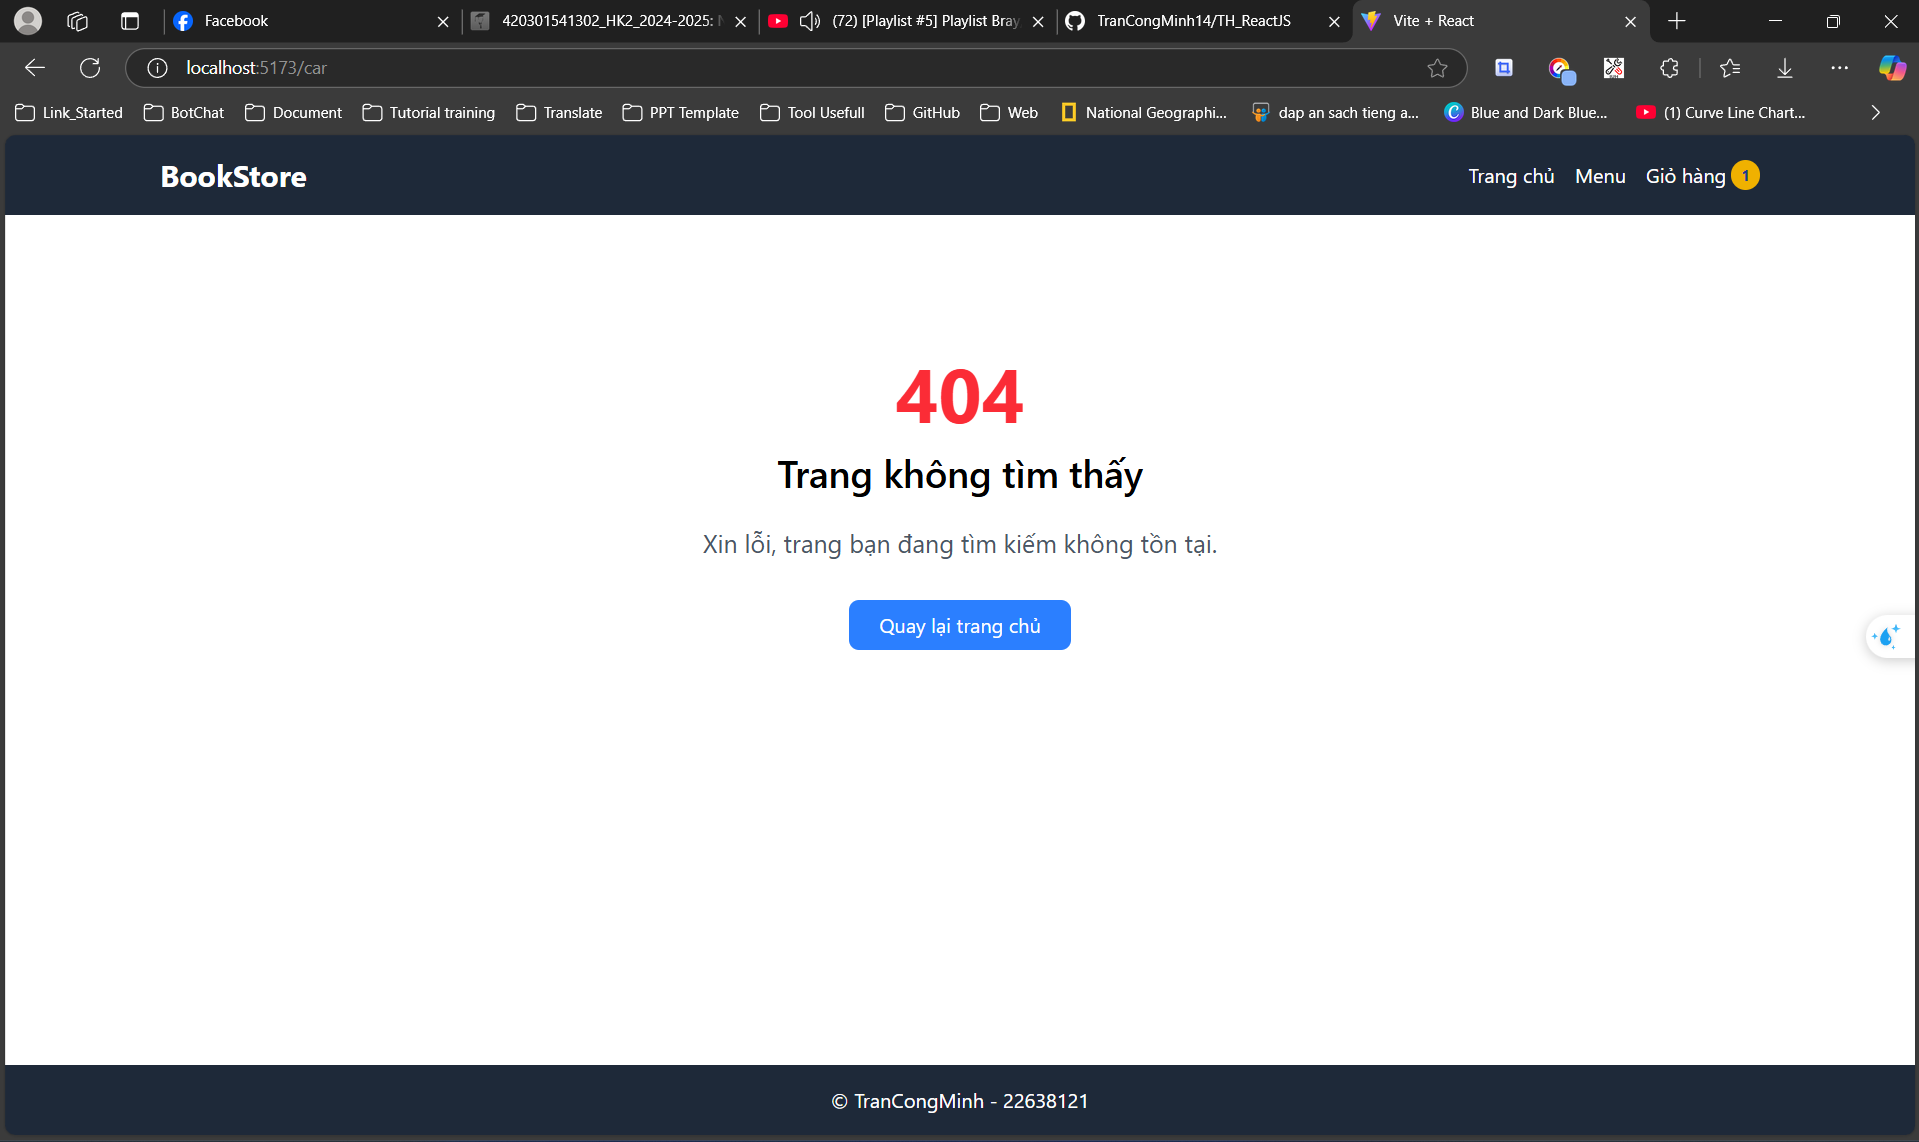 Facebook
420301541302_HK2_2024-2025:
(72) [Playlist #5] Playlist Bray
TranCongMinh14/TH_ReactJS
Vite + React
localhost:5173/car
Link_Started
BotChat
Document
Tutorial training
Translate
PPT Template
Tool Usefull
GitHub
Web
National Geographi...
dap an sach tieng a...
Blue and Dark Blue...
(1) Curve Line Chart...
BookStore
Trang chủ
Menu
Giỏ hàng 1
404
Trang không tìm thấy
Xin lỗi, trang bạn đang tìm kiếm không tồn tại.
Quay lại trang chủ
© TranCongMinh - 22638121